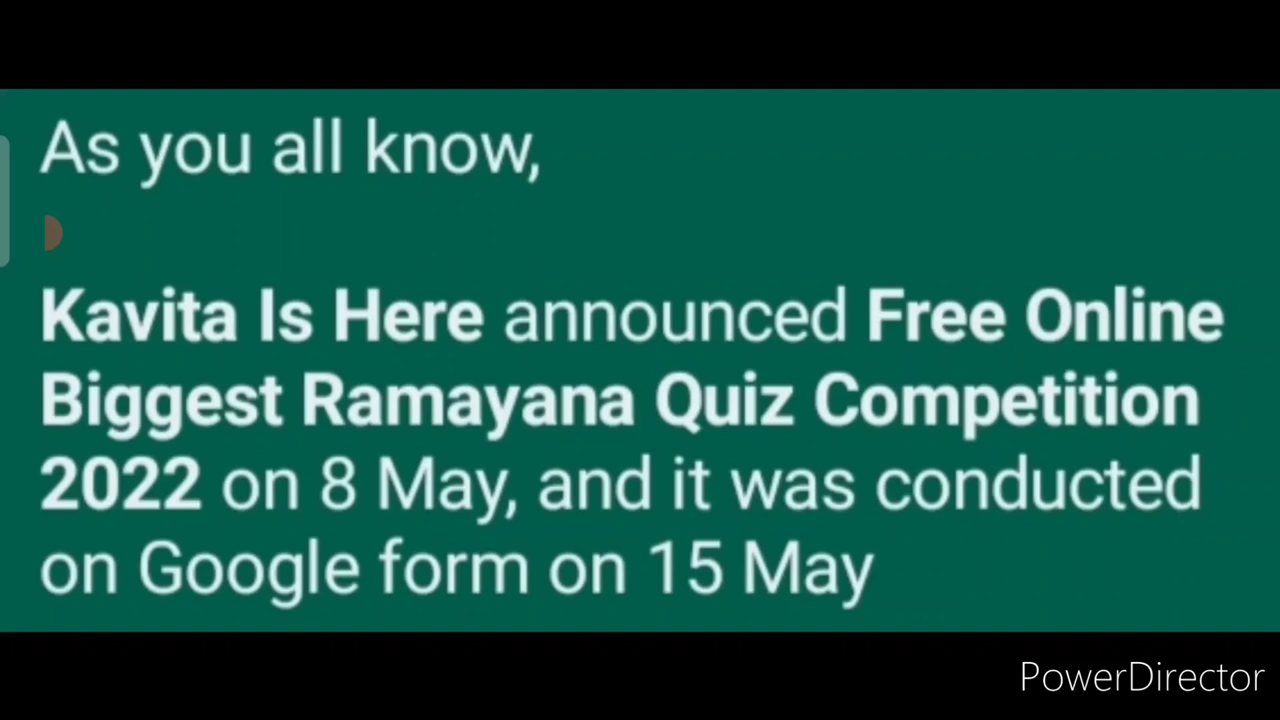 As you all know,
Kavita Is Here announced Free Online
Biggest Ramayana Quiz Competition
2022 on 8 May, and it was conducted
on Google form on 15 May
PowerDirector